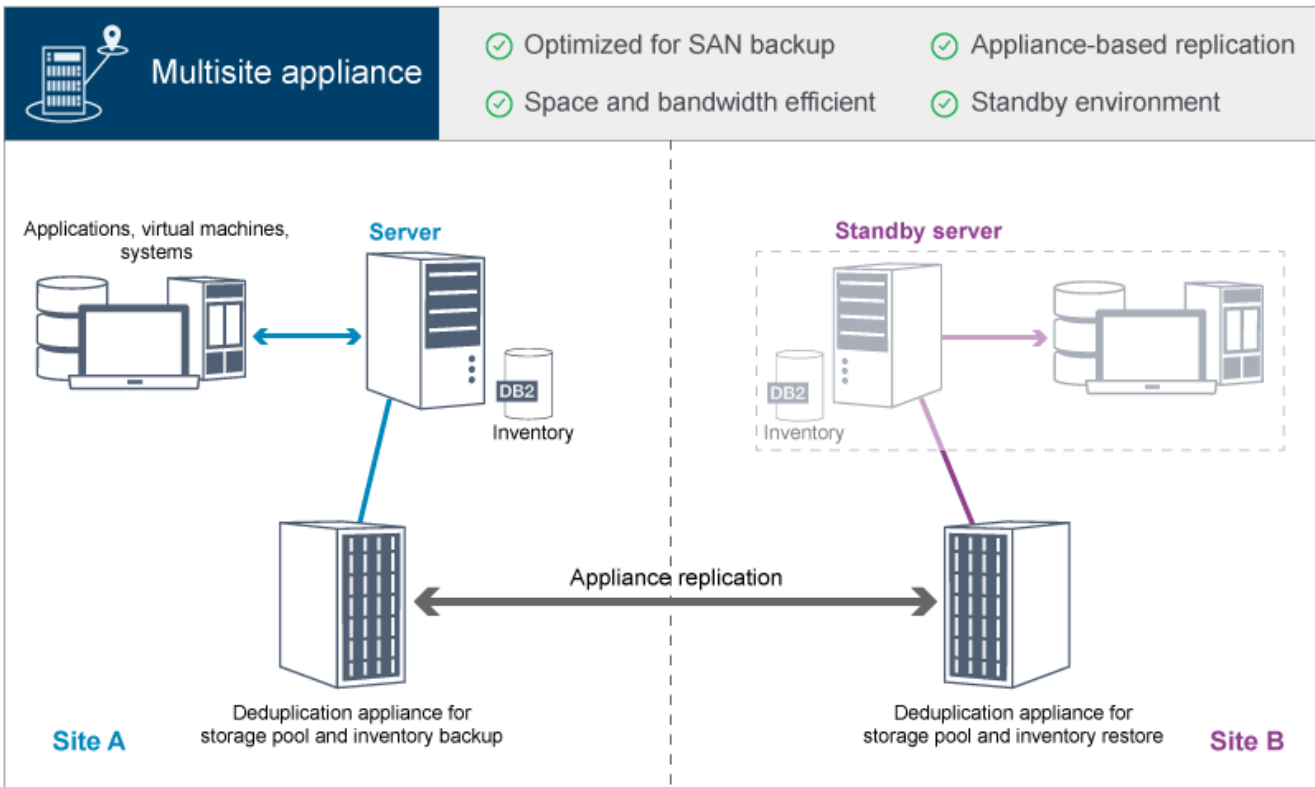 Multisite appliance
Optimized for SAN backup
Appliance-based replication
Space and bandwidth efficient
Standby environment
Applications, virtual machines,
systems
Server
DB2
Inventory
Standby server
DB2
Inventory
Appliance replication
Deduplication appliance for
storage pool and inventory backup
Site A
Deduplication appliance for
storage pool and inventory restore
Site B